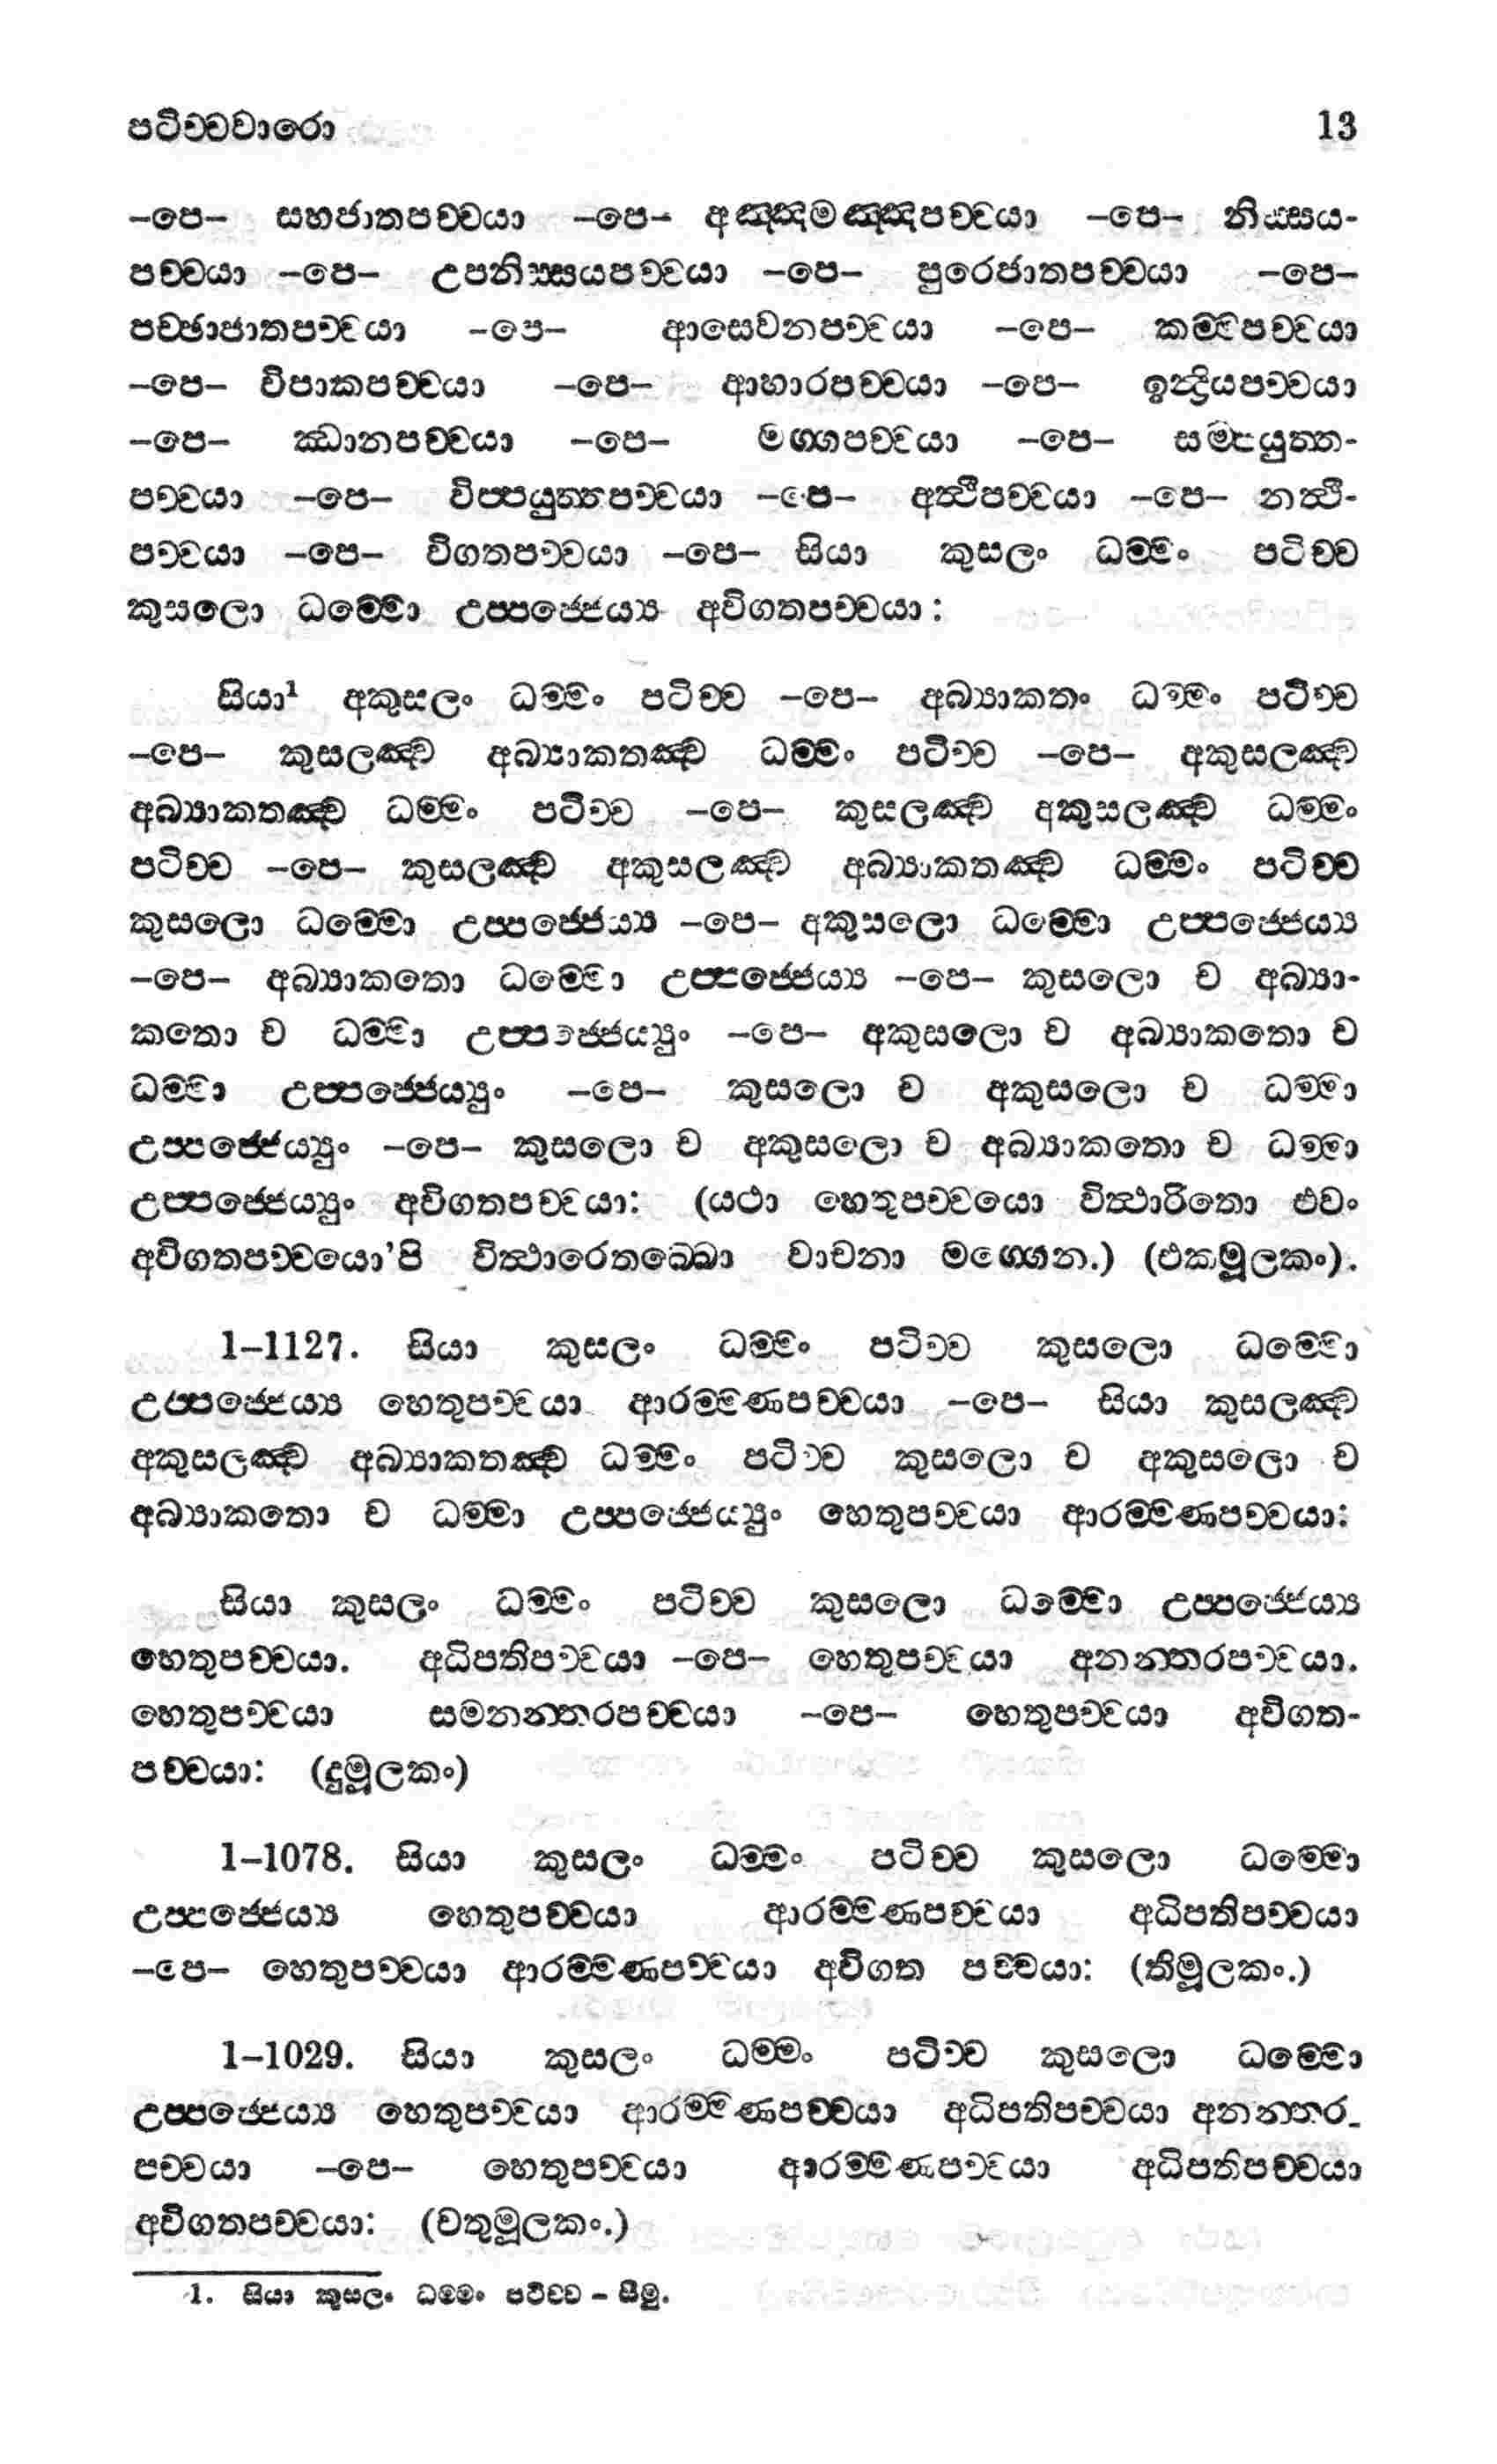 පටිච්චවාරො 13
–පෙ– සහජාතපච්චයා –පෙ– අඤ්ඤමඤ්ඤපච්චයා –පෙ– නිස්සය-
පච්චයා –පෙ– උපනිස්සයපච්චයා –පෙ– පුරෙජාතපච්චයා –පෙ–
පච්ඡාජාතපච්චයා –පෙ– ආසෙවනපච්චයා –පෙ– කම්මපච්චයා
–පෙ– විපාකපච්චයා –පෙ– ආහාරපච්චයා –පෙ– ඉන්ද්‍රියපච්චයා
–පෙ– ඣානපච්චයා –පෙ– මග්ගපච්චයා –පෙ– සම්පයුත්ත-
පච්චයා –පෙ– විප්පයුත්තපච්චයා –පෙ– අත්ථිපච්චයා –පෙ– නත්ථි-
පච්චයා –පෙ– විගතපච්චයා –පෙ– සියා කුසලං ධම්මං පටිච්ච
කුසලො ධම්මො උප්පජ්ජෙය්‍ය අවිගතපච්චයා:
සියා¹ අකුසලං ධම්මං පටිච්ච –පෙ– අබ්‍යාකතං ධම්මං පටිච්ච
–පෙ– කුසලඤ්ච අබ්‍යාකතඤ්ච ධම්මං පටිච්ච –පෙ– අකුසලඤ්ච
අබ්‍යාකතඤ්ච ධම්මං පටිච්ච –පෙ– කුසලඤ්ච අකුසලඤ්ච ධම්මං
පටිච්ච –පෙ– කුසලඤ්ච අකුසලඤ්ච අබ්‍යාකතඤ්ච ධම්මං පටිච්ච
කුසලො ධම්මො උප්පජ්ජෙය්‍ය –පෙ– අකුසලො ධම්මො උප්පජ්ජෙය්‍ය
–පෙ– අබ්‍යාකතො ධම්මො උප්පජ්ජෙය්‍ය –පෙ– කුසලො ච අබ්‍යා-
කතො ච ධම්මා උප්පජ්ජෙය්‍යුං –පෙ– අකුසලො ච අබ්‍යාකතො ච
ධම්මා උප්පජ්ජෙය්‍යුං –පෙ– කුසලො ච අකුසලො ච ධම්මා
උප්පජ්ජෙය්‍යුං –පෙ– කුසලො ච අකුසලො ච අබ්‍යාකතො ච ධම්මා
උප්පජ්ජෙය්‍යුං අවිගතපච්චයා: (යථා හෙතුපච්චයො විත්ථාරිතො එවං
අවිගතපච්චයො'පි විත්ථාරෙතබ්බො වාචනා මග්ගෙන.) (එකමූලකං).
1–1127. සියා කුසලං ධම්මං පටිච්ච කුසලො ධම්මො
උප්පජ්ජෙය්‍ය හෙතුපච්චයා ආරම්මණපච්චයා –පෙ– සියා කුසලඤ්ච
අකුසලඤ්ච අබ්‍යාකතඤ්ච ධම්මං පටිච්ච කුසලො ච අකුසලො ච
අබ්‍යාකතො ච ධම්මා උප්පජ්ජෙය්‍යුං හෙතුපච්චයා ආරම්මණපච්චයා:
සියා කුසලං ධම්මං පටිච්ච කුසලො ධම්මො උප්පජ්ජෙය්‍ය
හෙතුපච්චයා. අධිපතිපච්චයා –පෙ– හෙතුපච්චයා අනන්තරපච්චයා.
හෙතුපච්චයා සමනන්තරපච්චයා –පෙ– හෙතුපච්චයා අවිගත-
පච්චයා: (දුමූලකං)
1–1078. සියා කුසලං ධම්මං පටිච්ච කුසලො ධම්මො
උප්පජ්ජෙය්‍ය හෙතුපච්චයා ආරම්මණපච්චයා අධිපතිපච්චයා
–පෙ– හෙතුපච්චයා ආරම්මණපච්චයා අවිගත පච්චයා: (තිමූලකං.)
1–1029. සියා කුසලං ධම්මං පටිච්ච කුසලො ධම්මො
උප්පජ්ජෙය්‍ය හෙතුපච්චයා ආරම්මණපච්චයා අධිපතිපච්චයා අනන්තර-
පච්චයා –පෙ– හෙතුපච්චයා ආරම්මණපච්චයා අධිපතිපච්චයා
අවිගතපච්චයා: (චතුමූලකං.)
1. සියා කුසලං ධම්මං පටිච්ච – සීමු.